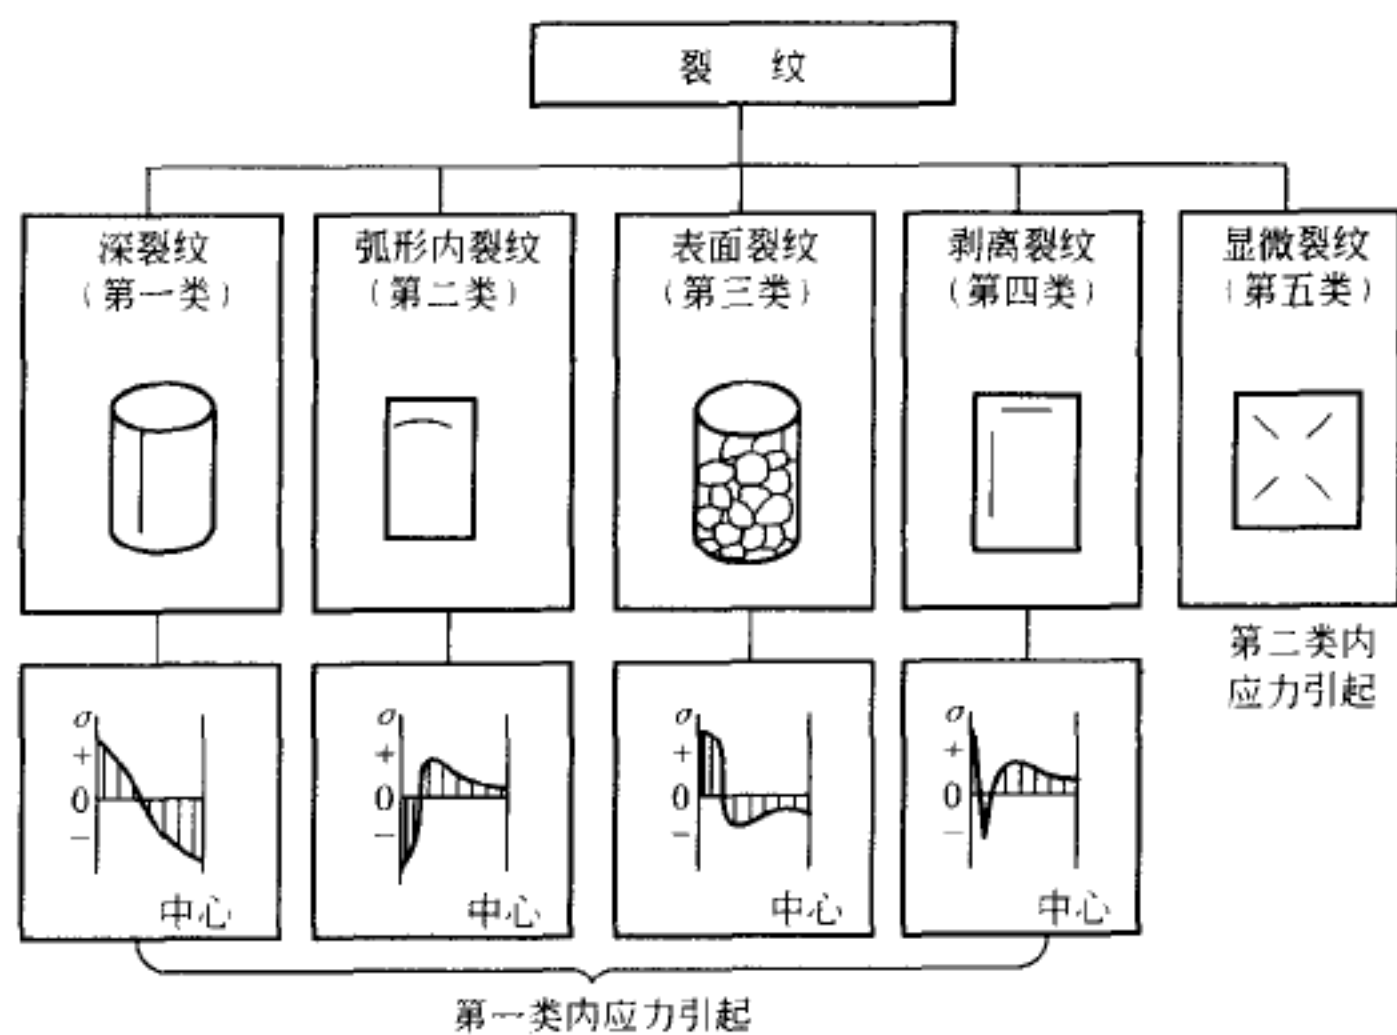 裂 纹
深裂纹
（第一类）
弧形内裂纹
（第二类）
表面裂纹
（第三类）
剥离裂纹
（第四类）
显微裂纹
（第五类）
第二类内
应力引起
σ
+
0
−
中心
σ
+
0
−
中心
σ
+
0
−
中心
σ
+
0
−
中心
第一类内应力引起